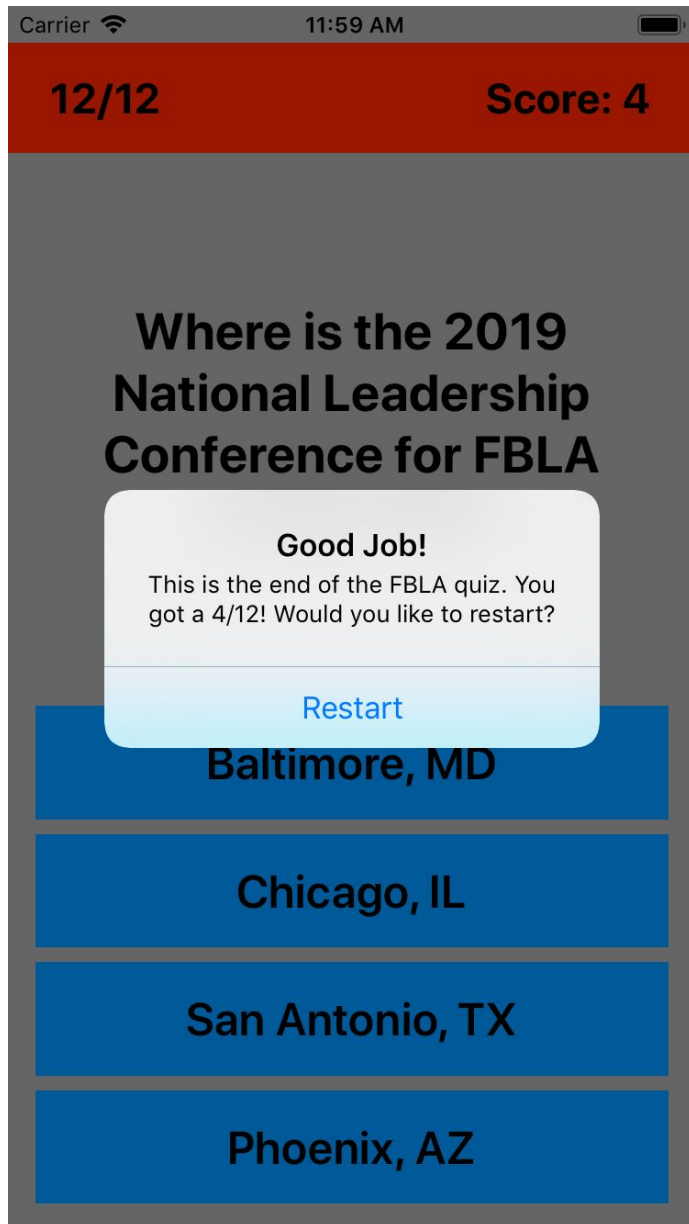 Carrier 11:59 AM
12/12 Score: 4
Where is the 2019
National Leadership
Conference for FBLA
Good Job!
This is the end of the FBLA quiz. You
got a 4/12! Would you like to restart?
Restart
Baltimore, MD
Chicago, IL
San Antonio, TX
Phoenix, AZ